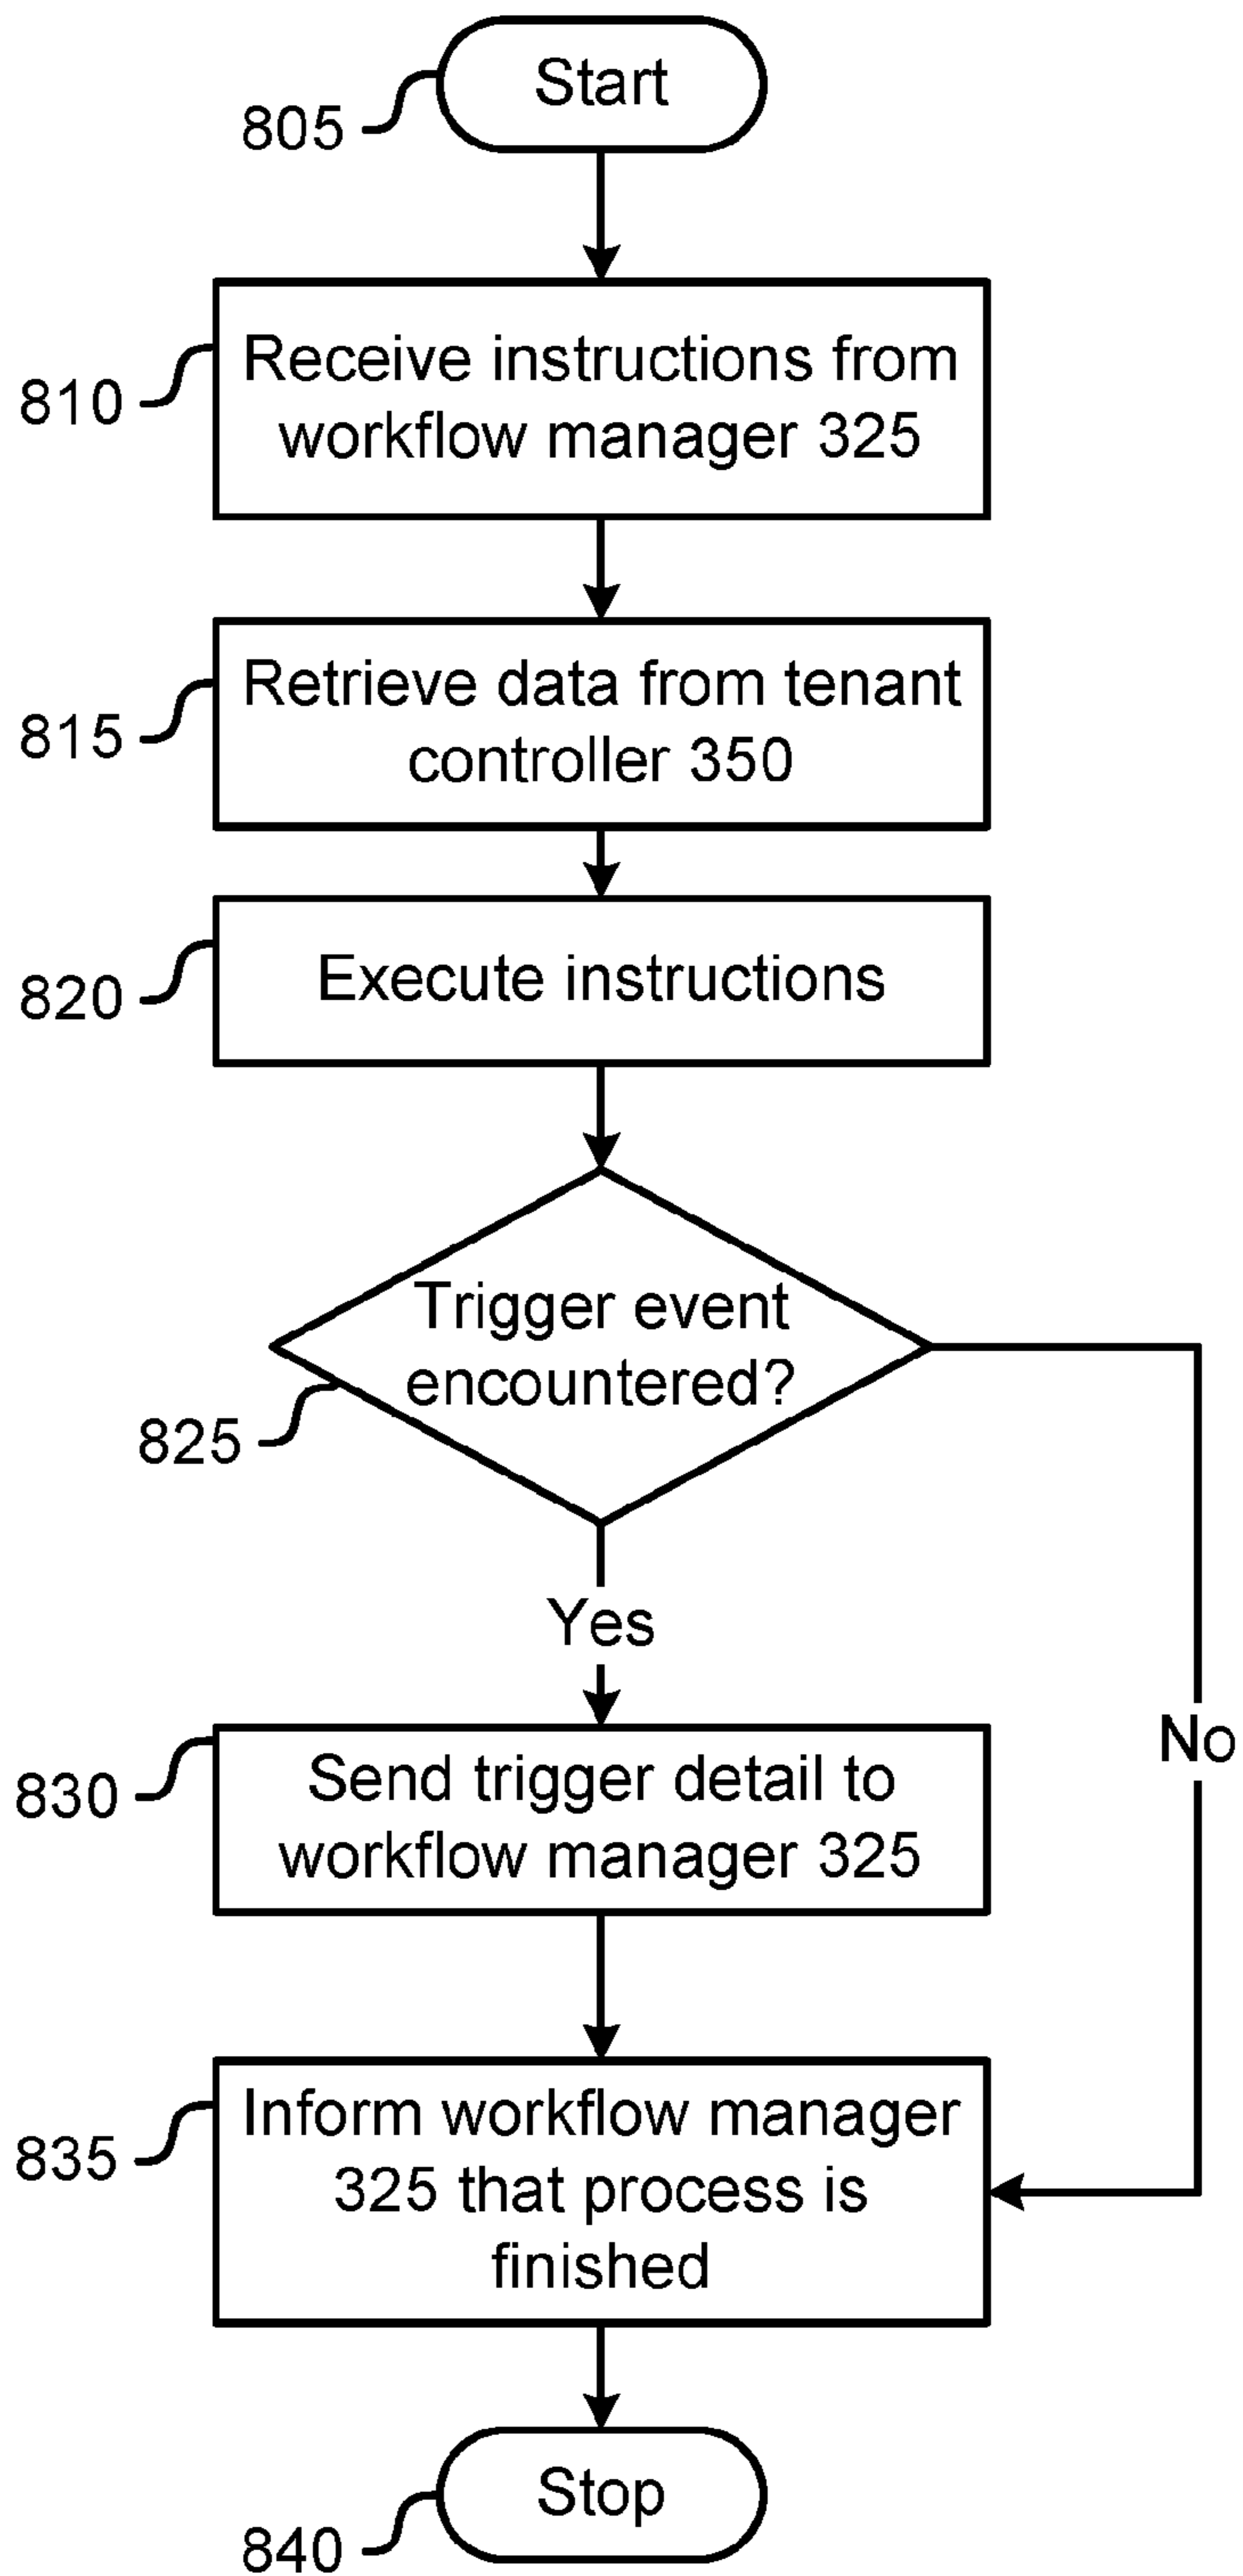 Start
805
Receive instructions from
workflow manager 325
810
Retrieve data from tenant
controller 350
815
Execute instructions
820
Trigger event
encountered?
825
Yes
No
Send trigger detail to
workflow manager 325
830
Inform workflow manager
325 that process is
finished
835
Stop
840